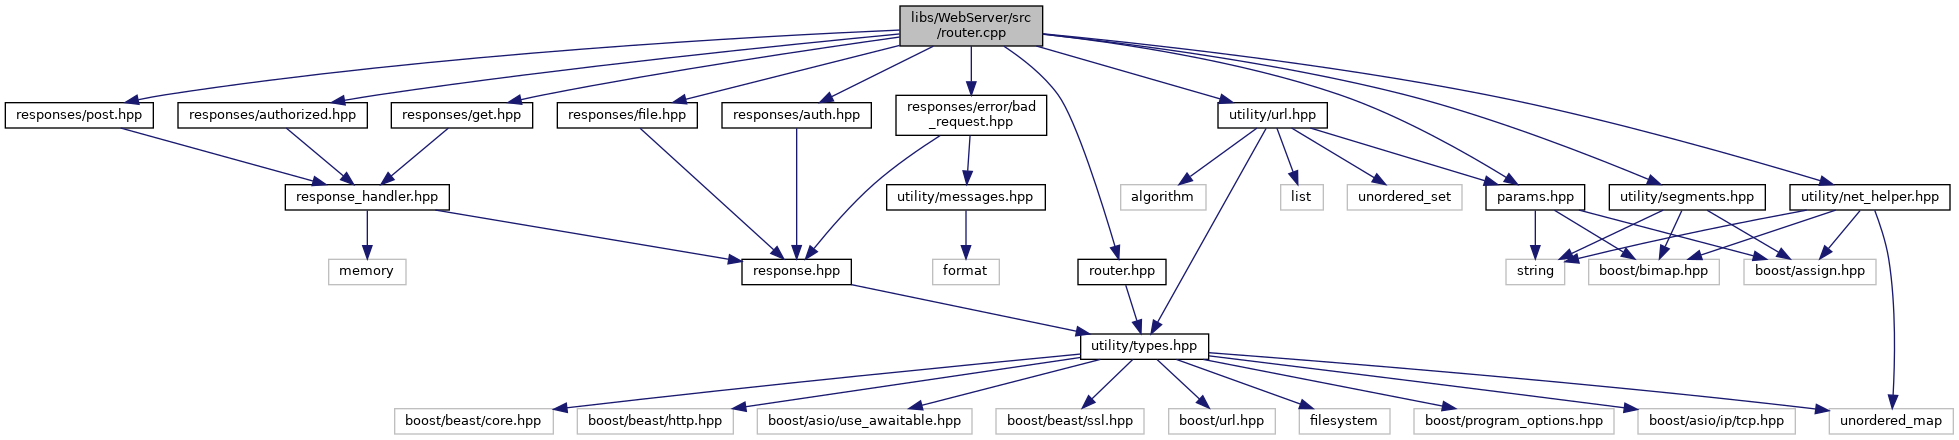 libs/WebServer/src
/router.cpp
responses/post.hpp
responses/authorized.hpp
responses/get.hpp
responses/file.hpp
responses/auth.hpp
responses/error/bad
_request.hpp
utility/url.hpp
response_handler.hpp
utility/messages.hpp
algorithm
list
unordered_set
params.hpp
utility/segments.hpp
utility/net_helper.hpp
memory
response.hpp
format
router.hpp
string
boost/bimap.hpp
boost/assign.hpp
utility/types.hpp
boost/beast/core.hpp
boost/beast/http.hpp
boost/asio/use_awaitable.hpp
boost/beast/ssl.hpp
boost/url.hpp
filesystem
boost/program_options.hpp
boost/asio/ip/tcp.hpp
unordered_map